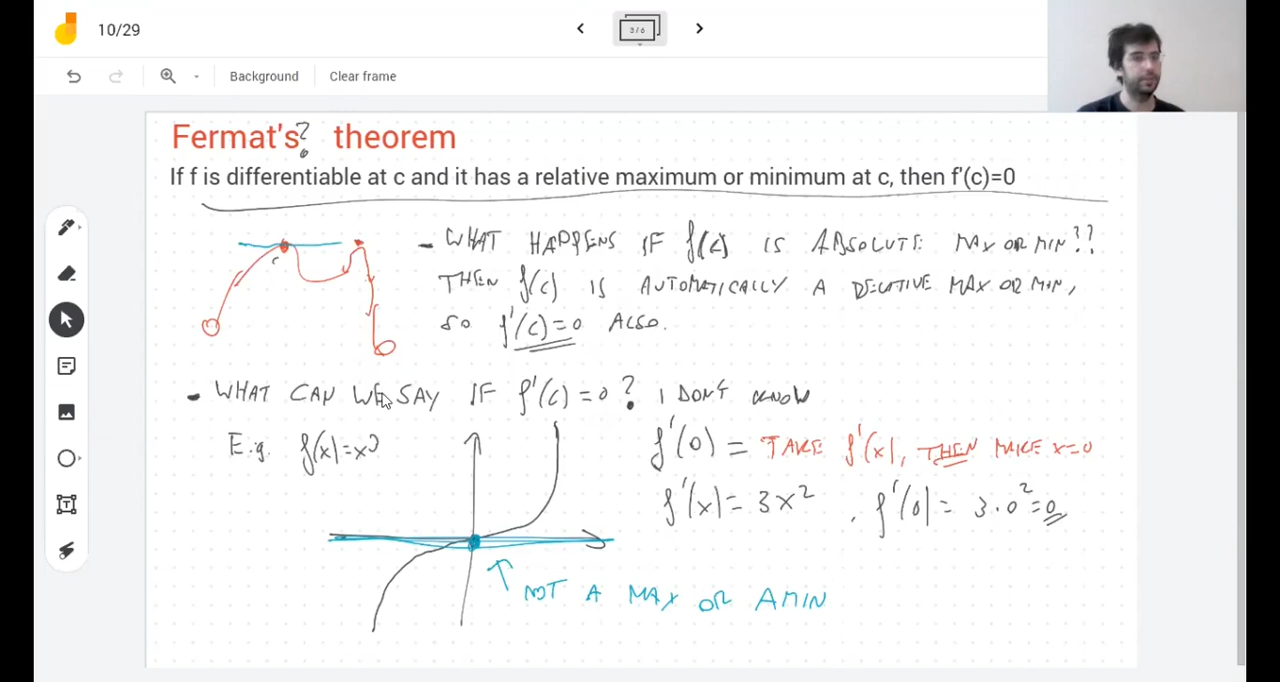 10/29
3/6
Background
Clear frame
Fermat's? theorem
If f is differentiable at c and it has a relative maximum or minimum at c, then f'(c)=0
c
- WHAT HAPPENS IF f(c) IS ABSOLUTE MAX OR MIN??
THEN f(c) IS AUTOMATICALLY A RELATIVE MAX OR MIN,
SO f'(c)=0 ALSO.
- WHAT CAN WE SAY IF f'(c)=0? I DON'T KNOW
E.g. f(x)=x³
f'(0) = TAKE f'(x), THEN MAKE x=0
f'(x)=3x² , f'(0)= 3·0²=0
NOT A MAX OR A MIN